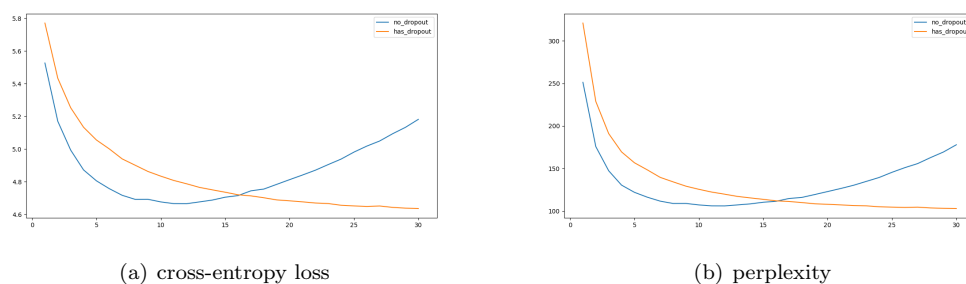 5.8
5.6
5.4
5.2
5.0
4.8
4.6
0 5 10 15 20 25 30
no_dropout
has_dropout
(a) cross-entropy loss
300
250
200
150
100
0 5 10 15 20 25 30
no_dropout
has_dropout
(b) perplexity